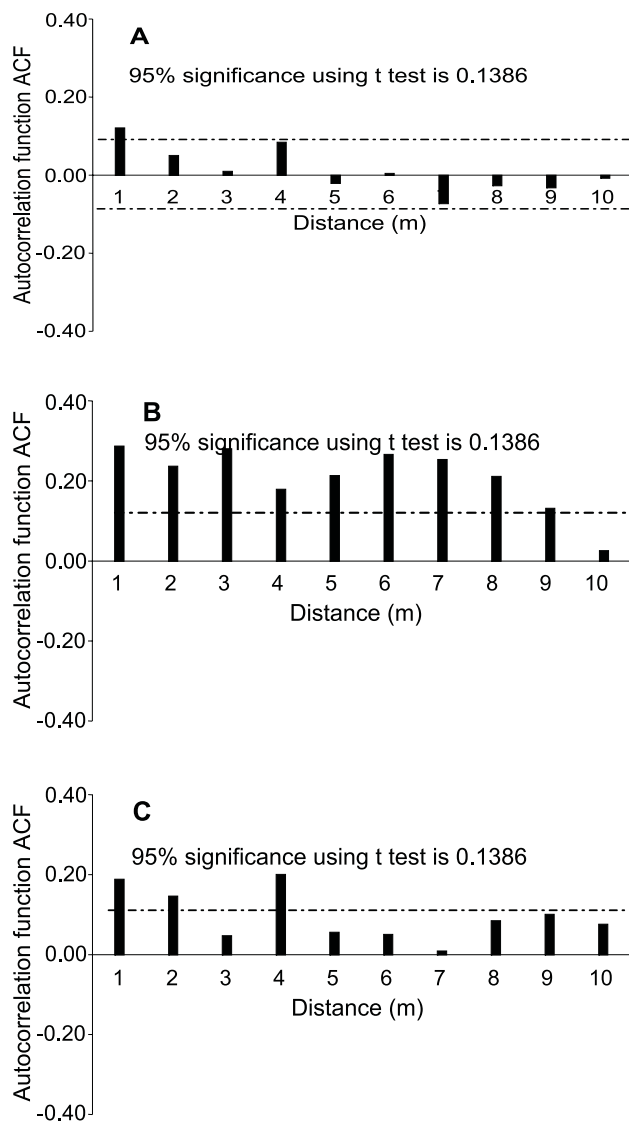 A
95% significance using t test is 0.1386
Autocorrelation function ACF
0.40
0.20
0.00
-0.20
-0.40
1 2 3 4 5 6 8 9 10
Distance (m)
B
95% significance using t test is 0.1386
Autocorrelation function ACF
0.40
0.20
0.00
-0.20
-0.40
1 2 3 4 5 6 7 8 9 10
Distance (m)
C
95% significance using t test is 0.1386
Autocorrelation function ACF
0.40
0.20
0.00
-0.20
-0.40
1 2 3 4 5 6 7 8 9 10
Distance (m)